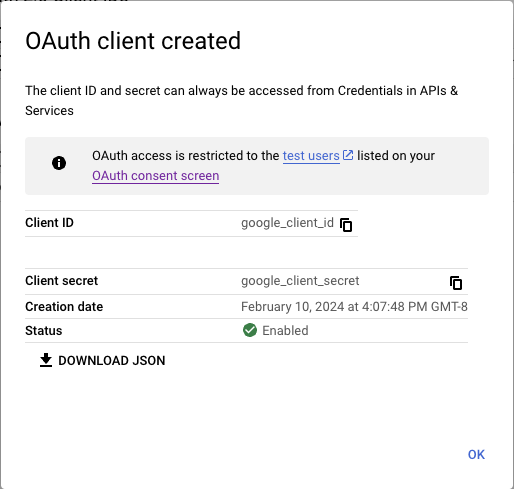 OAuth client created
The client ID and secret can always be accessed from Credentials in APIs &
Services
OAuth access is restricted to the test users listed on your
OAuth consent screen
Client ID google_client_id
Client secret google_client_secret
Creation date February 10, 2024 at 4:07:48 PM GMT-8
Status Enabled
DOWNLOAD JSON
OK